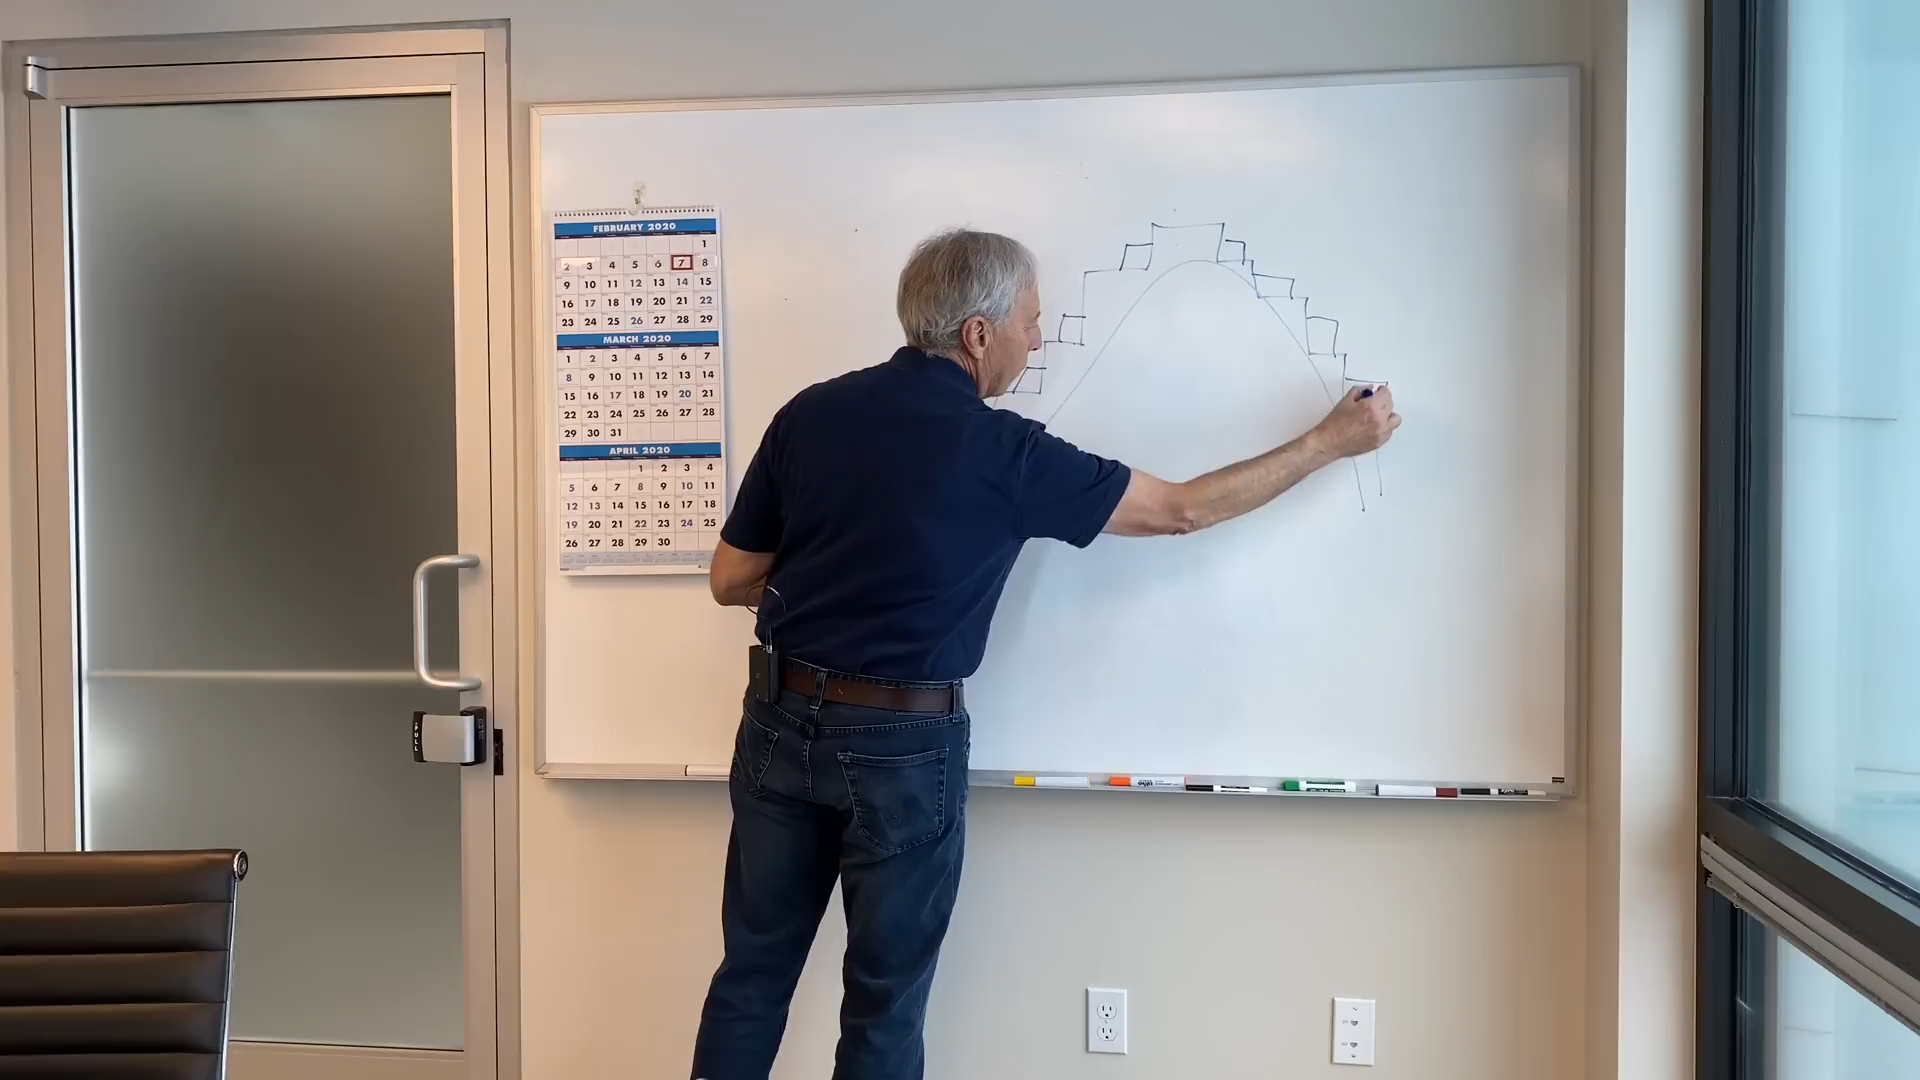 FEBRUARY 2020
1
2 3 4 5 6 7 8
9 10 11 12 13 14 15
16 17 18 19 20 21 22
23 24 25 26 27 28 29
MARCH 2020
1 2 3 4 5 6 7
8 9 10 11 12 13 14
15 16 17 18 19 20 21
22 23 24 25 26 27 28
29 30 31
APRIL 2020
1 2 3 4
5 6 7 8 9 10 11
12 13 14 15 16 17 18
19 20 21 22 23 24 25
26 27 28 29 30
PULL